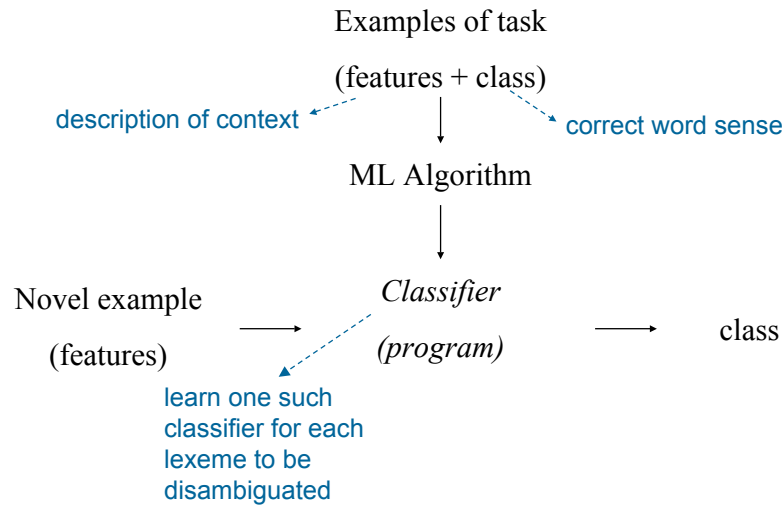 Examples of task
(features + class)
description of context
correct word sense
ML Algorithm
Novel example
(features)
Classifier
(program)
class
learn one such
classifier for each
lexeme to be
disambiguated